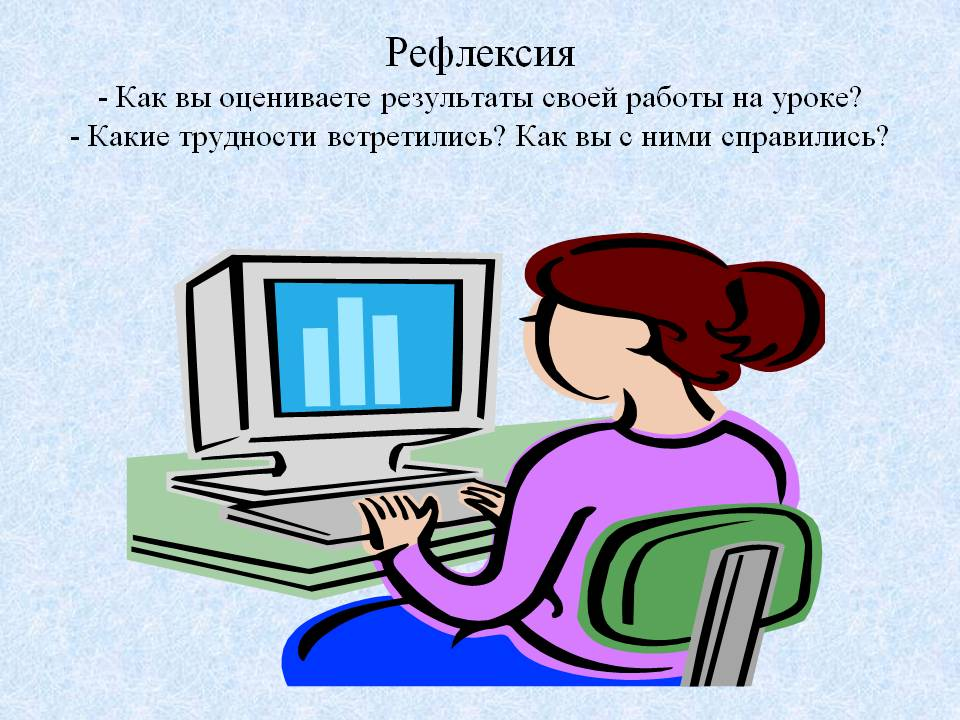 Рефлексия
- Как вы оцениваете результаты своей работы на уроке?
- Какие трудности встретились? Как вы с ними справились?